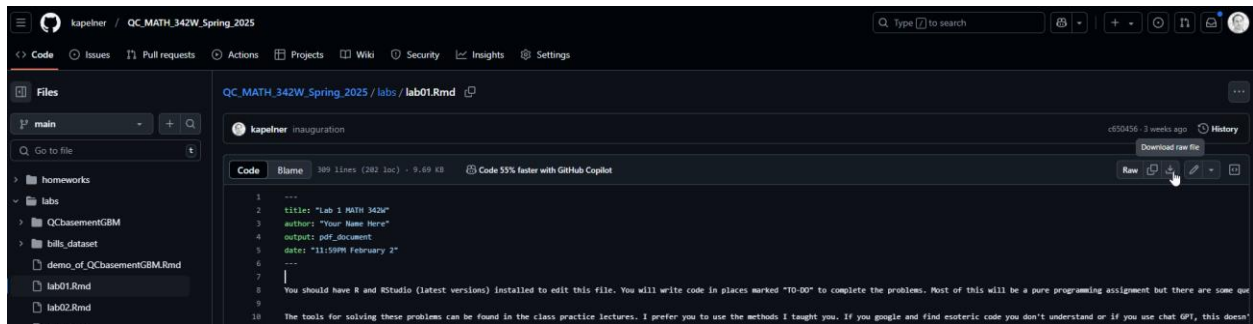 kapelner / QC_MATH_342W_Spring_2025
Type / to search
Code Issues Pull requests Actions Projects Wiki Security Insights Settings
Files
QC_MATH_342W_Spring_2025 / labs / lab01.Rmd
main
kapelner inauguration
c650456 · 3 weeks ago History
Go to file t
Download raw file
Code Blame 309 lines (202 loc) · 9.69 KB Code 55% faster with GitHub Copilot
Raw
homeworks
labs
QCbasementGBM
bills_dataset
demo_of_QCbasementGBM.Rmd
lab01.Rmd
lab02.Rmd
1 ---
2 title: "Lab 1 MATH 342W"
3 author: "Your Name Here"
4 output: pdf_document
5 date: "11:59PM February 2"
6 ---
7
8 You should have R and RStudio (latest versions) installed to edit this file. You will write code in places marked "TO-DO" to complete the problems. Most of this will be a pure programming assignment but there are some que
9
10 The tools for solving these problems can be found in the class practice lectures. I prefer you to use the methods I taught you. If you google and find esoteric code you don't understand or if you use chat GPT, this doesn'